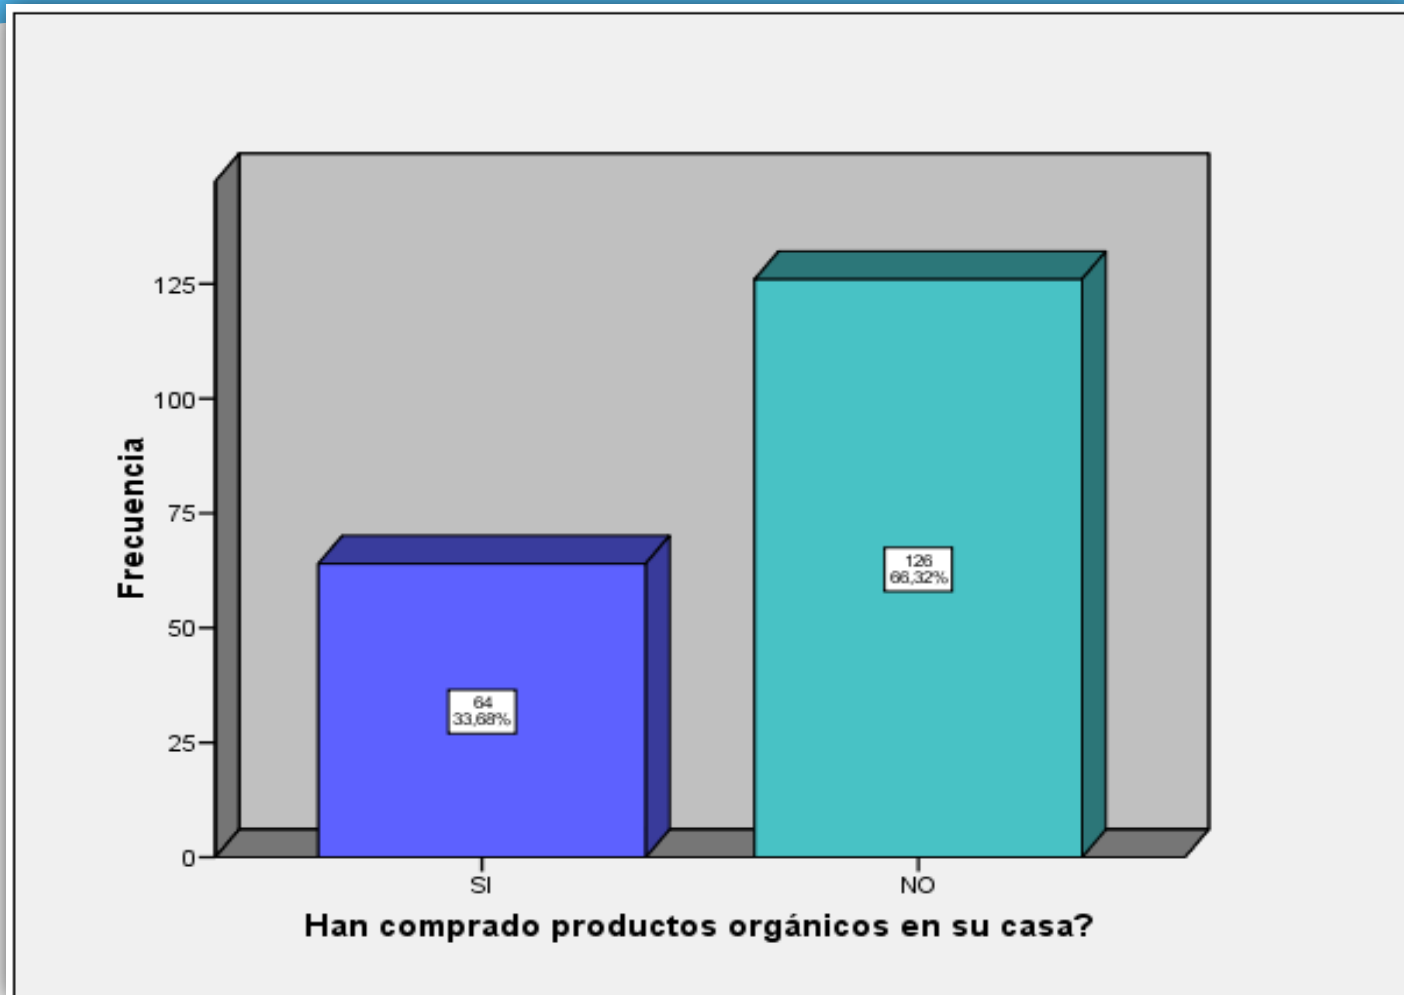 Frecuencia
125
100
75
50
25
0
64
33,68%
126
66,32%
SI
NO
Han comprado productos orgánicos en su casa?